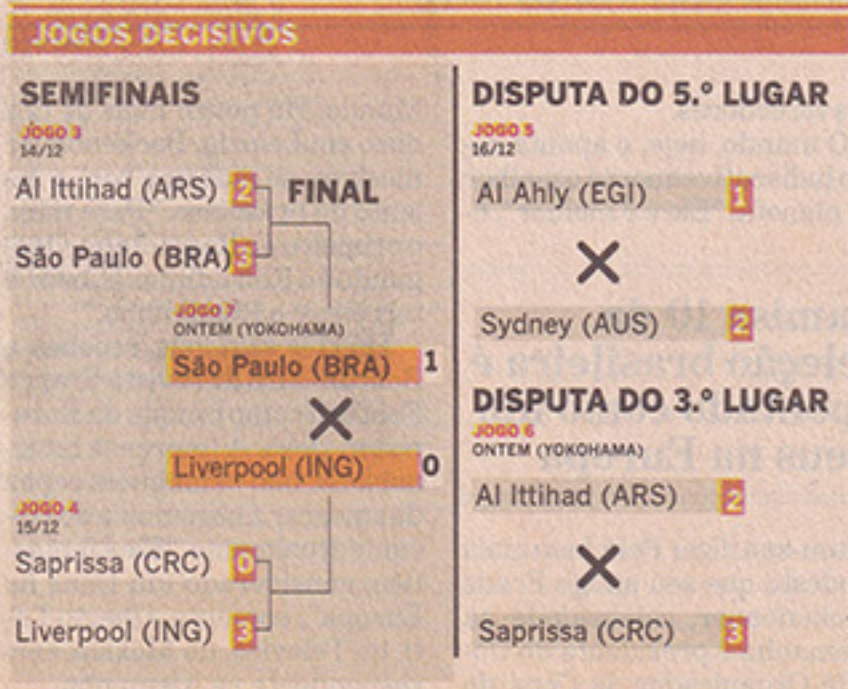 JOGOS DECISIVOS
SEMIFINAIS
JOGO 3
14/12
Al Ittihad (ARS) 2
São Paulo (BRA) 3
FINAL
JOGO 7
ONTEM (YOKOHAMA)
São Paulo (BRA) 1
X
Liverpool (ING) 0
JOGO 4
15/12
Saprissa (CRC) 0
Liverpool (ING) 3
DISPUTA DO 5.º LUGAR
JOGO 5
16/12
Al Ahly (EGI) 1
X
Sydney (AUS) 2
DISPUTA DO 3.º LUGAR
JOGO 6
ONTEM (YOKOHAMA)
Al Ittihad (ARS) 2
X
Saprissa (CRC) 3